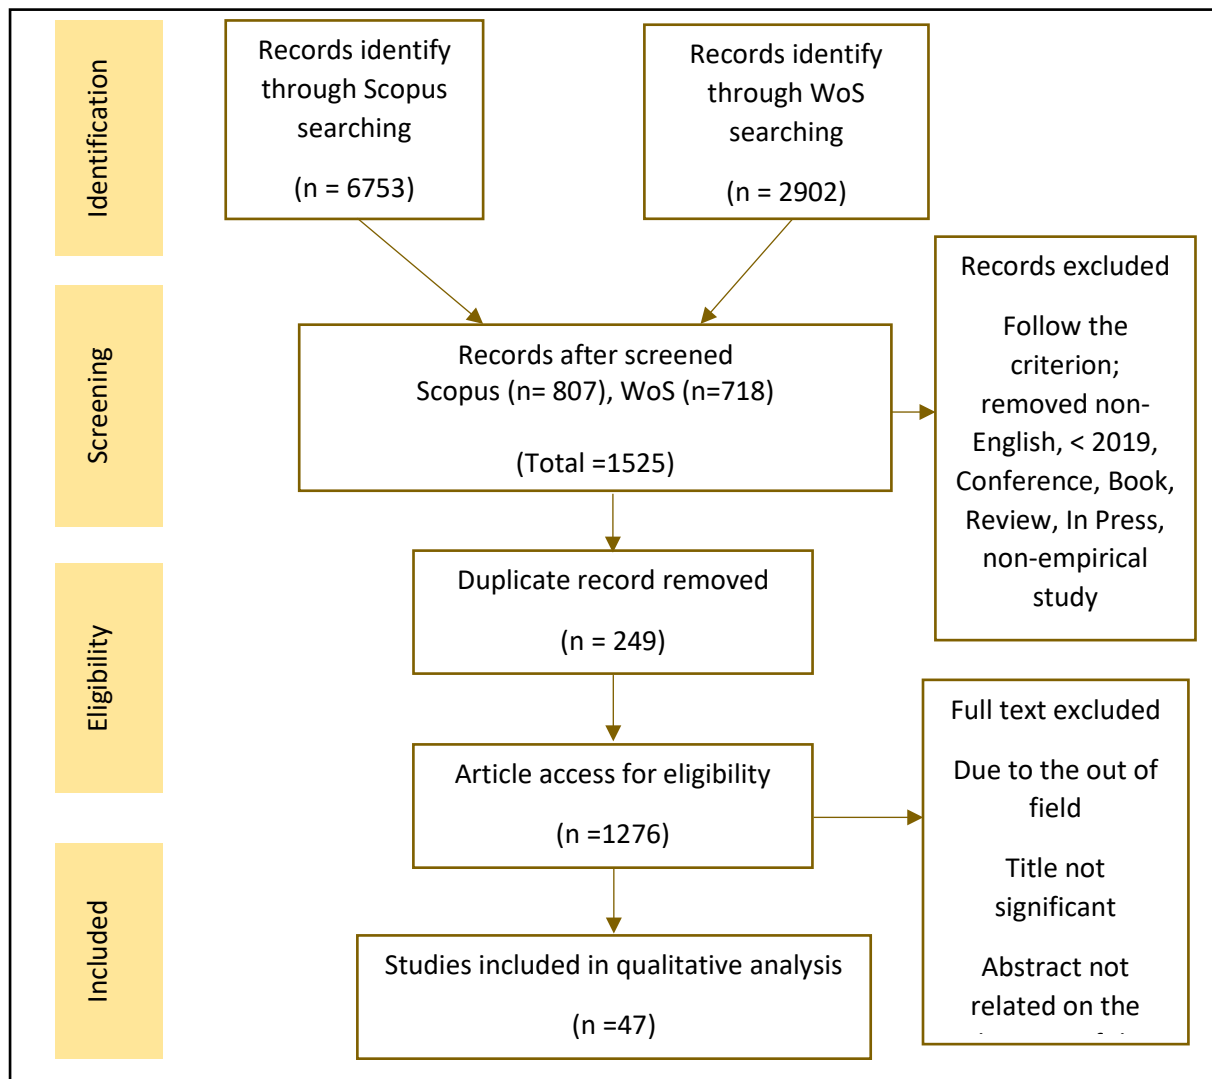 Identification
Records identify
through Scopus
searching
(n = 6753)
Records identify
through WoS
searching
(n = 2902)
Records excluded
Follow the
criterion;
removed non-
English, < 2019,
Conference, Book,
Review, In Press,
non-empirical
study
Screening
Records after screened
Scopus (n= 807), WoS (n=718)
(Total =1525)
Eligibility
Duplicate record removed
(n = 249)
Article access for eligibility
(n =1276)
Full text excluded
Due to the out of
field
Title not
significant
Abstract not
related on the
Included
Studies included in qualitative analysis
(n =47)